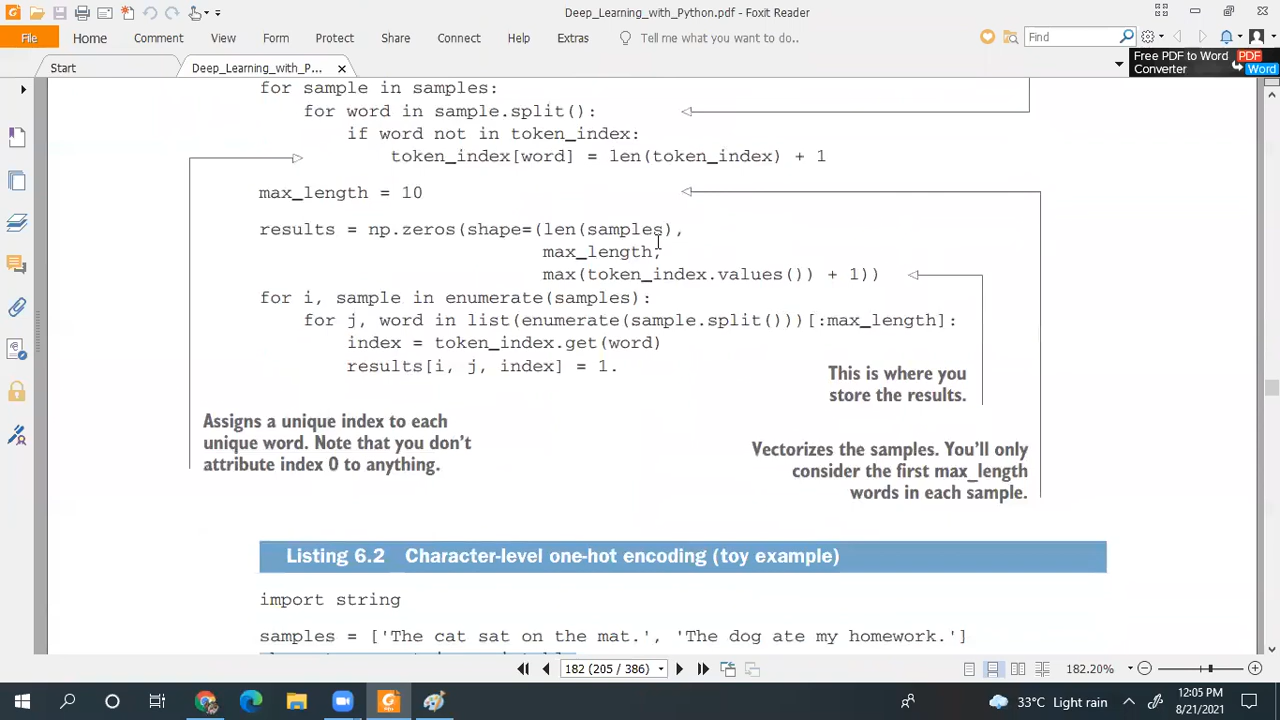 Deep_Learning_with_Python.pdf - Foxit Reader
File Home Comment View Form Protect Share Connect Help Extras Tell me what you want to do.. Find
Start Deep_Learning_with_P...
Free PDF to Word Converter PDF Word
for sample in samples:
for word in sample.split():
if word not in token_index:
token_index[word] = len(token_index) + 1
max_length = 10
results = np.zeros(shape=(len(samples),
max_length,
max(token_index.values()) + 1))
for i, sample in enumerate(samples):
for j, word in list(enumerate(sample.split()))[:max_length]:
index = token_index.get(word)
results[i, j, index] = 1.
This is where you
store the results.
Assigns a unique index to each
unique word. Note that you don't
attribute index 0 to anything.
Vectorizes the samples. You'll only
consider the first max_length
words in each sample.
Listing 6.2 Character-level one-hot encoding (toy example)
import string
samples = ['The cat sat on the mat.', 'The dog ate my homework.']
182 (205 / 386)
182.20%
33°C Light rain
12:05 PM
8/21/2021